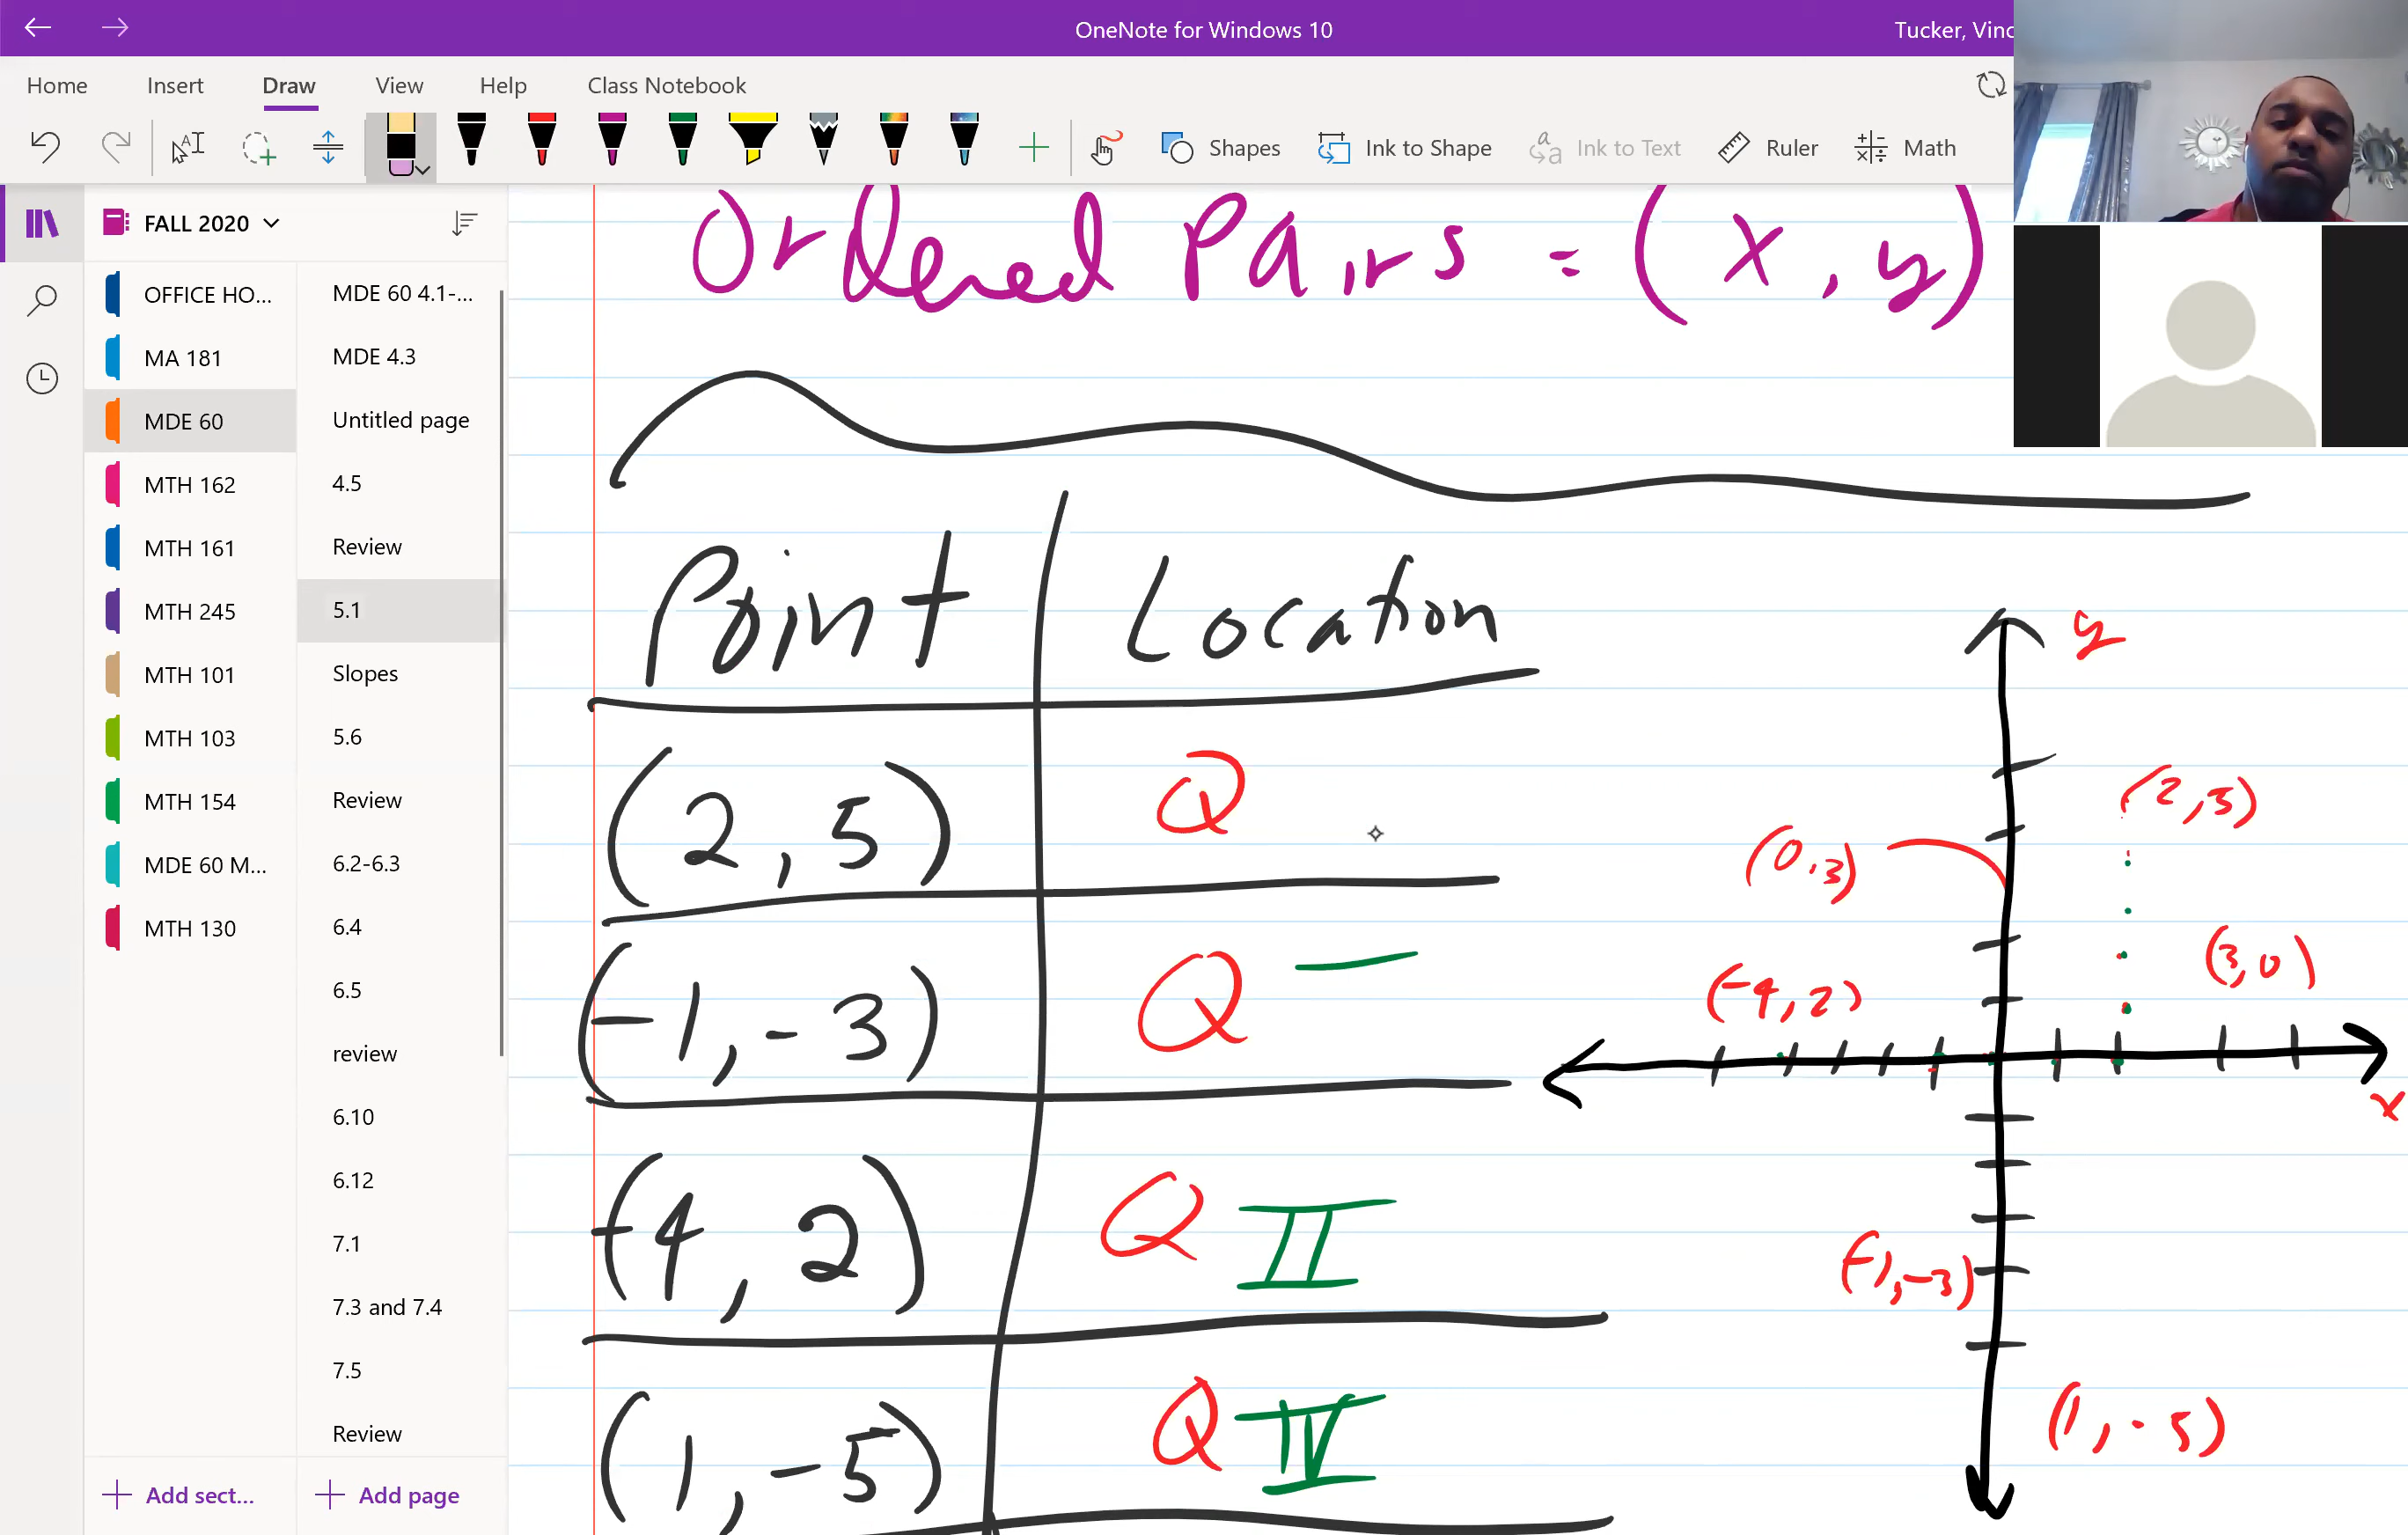 OneNote for Windows 10
Tucker, Vinc
Home Insert Draw View Help Class Notebook
Shapes Ink to Shape Ink to Text Ruler Math
FALL 2020
OFFICE HO...
MA 181
MDE 60
MTH 162
MTH 161
MTH 245
MTH 101
MTH 103
MTH 154
MDE 60 M...
MTH 130
Add sect...
MDE 60 4.1-...
MDE 4.3
Untitled page
4.5
Review
5.1
Slopes
5.6
Review
6.2-6.3
6.4
6.5
review
6.10
6.12
7.1
7.3 and 7.4
7.5
Review
Add page
Ordered Pairs = (x, y)
Point Location
(2, 5) Q
(-1, -3) Q
(-4, 2) Q II
(1, -5) Q IV
y
(2,5)
(0,3)
(3,0)
(-4,2)
x
(-1,-3)
(1,-5)